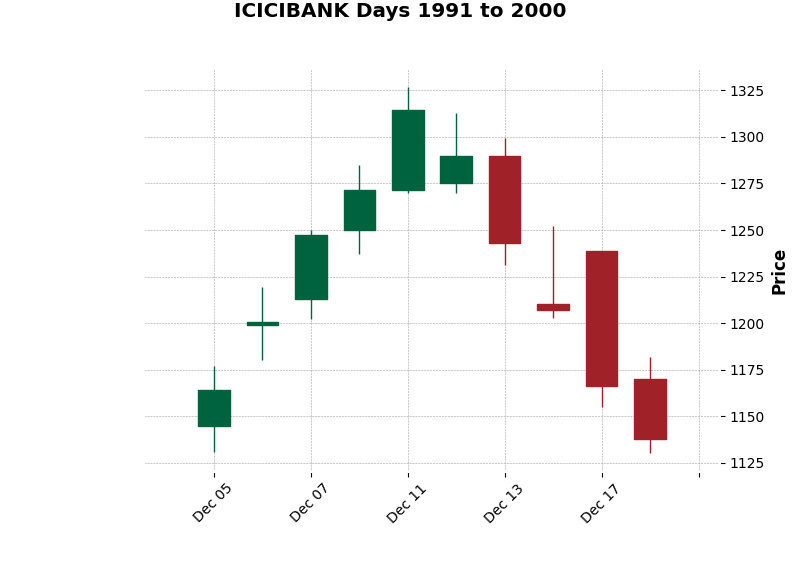 ICICIBANK Days 1991 to 2000
1325
1300
1275
1250
1225
1200
1175
1150
1125
Price
Dec 05
Dec 07
Dec 11
Dec 13
Dec 17